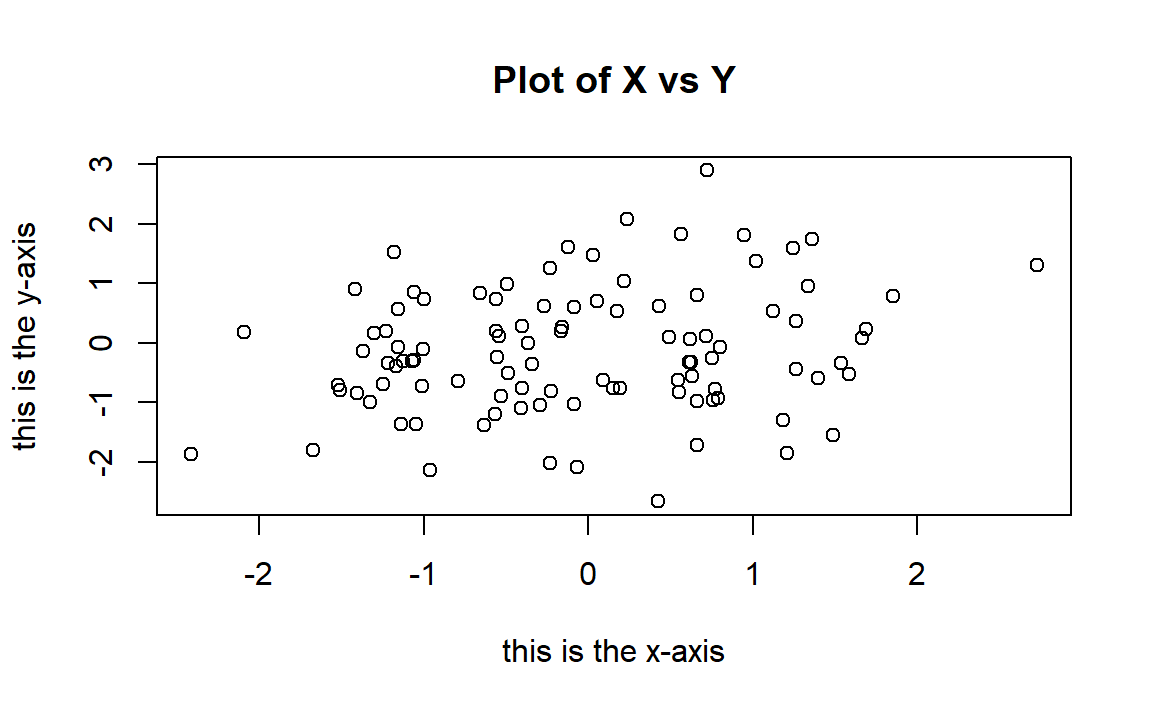 Plot of X vs Y
3
2
1
0
-1
-2
this is the y-axis
-2 -1 0 1 2
this is the x-axis